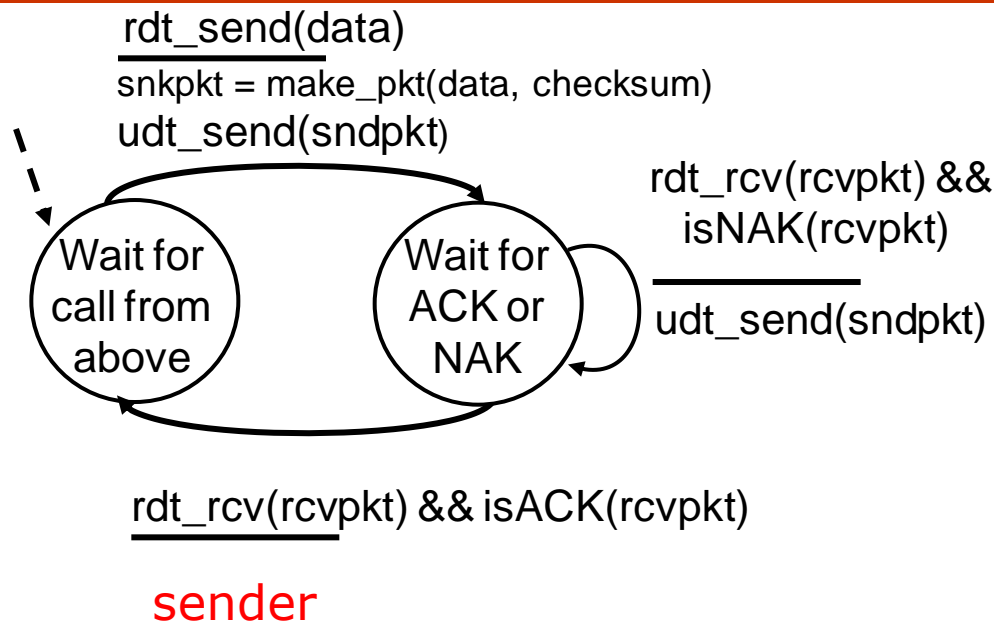 rdt_send(data)
snkpkt = make_pkt(data, checksum)
udt_send(sndpkt)
rdt_rcv(rcvpkt) &&
isNAK(rcvpkt)
udt_send(sndpkt)
Wait for
call from
above
Wait for
ACK or
NAK
rdt_rcv(rcvpkt) && isACK(rcvpkt)
sender